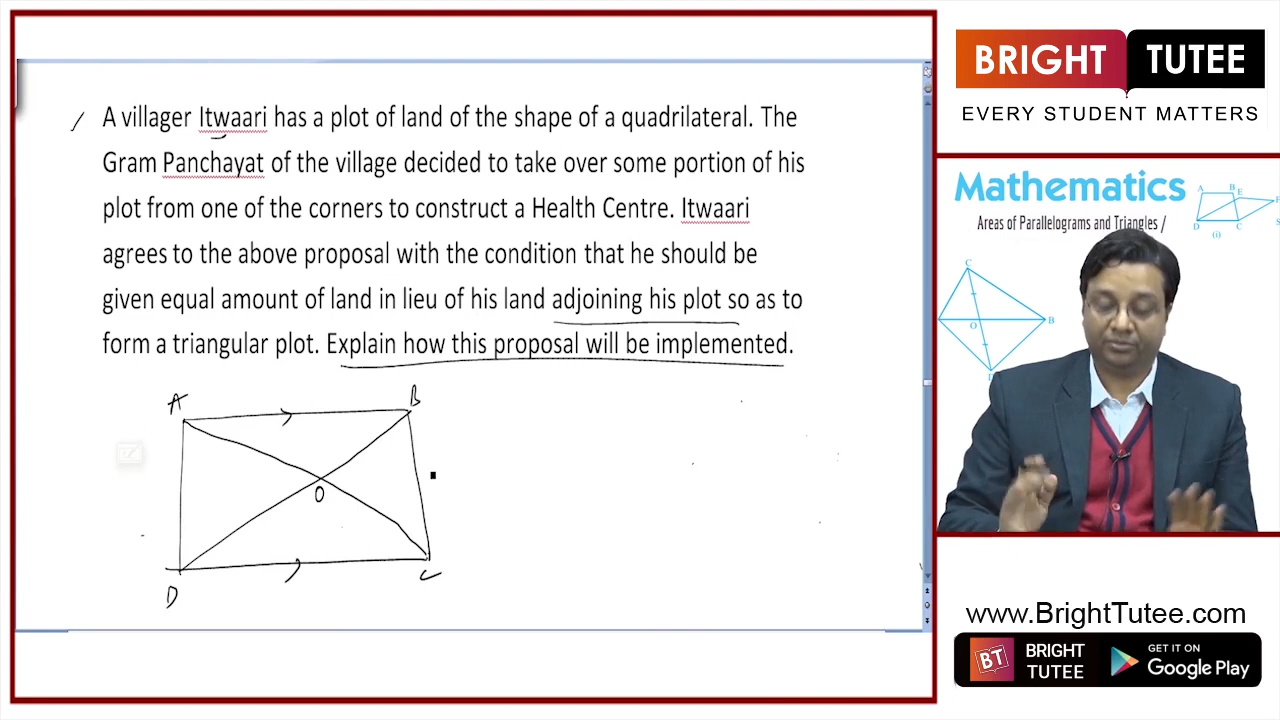 A villager Itwaari has a plot of land of the shape of a quadrilateral. The
Gram Panchayat of the village decided to take over some portion of his
plot from one of the corners to construct a Health Centre. Itwaari
agrees to the above proposal with the condition that he should be
given equal amount of land in lieu of his land adjoining his plot so as to
form a triangular plot. Explain how this proposal will be implemented.
A B
O
D C
BRIGHT TUTEE
EVERY STUDENT MATTERS
Mathematics
Areas of Parallelograms and Triangles /
A B E F
D C S
(i)
C
O B
D
www.BrightTutee.com
BT BRIGHT TUTEE
GET IT ON Google Play